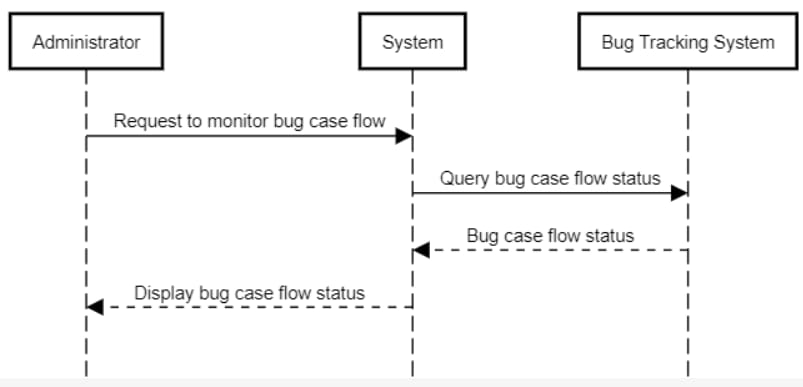 Administrator
System
Bug Tracking System
Request to monitor bug case flow
Query bug case flow status
Bug case flow status
Display bug case flow status